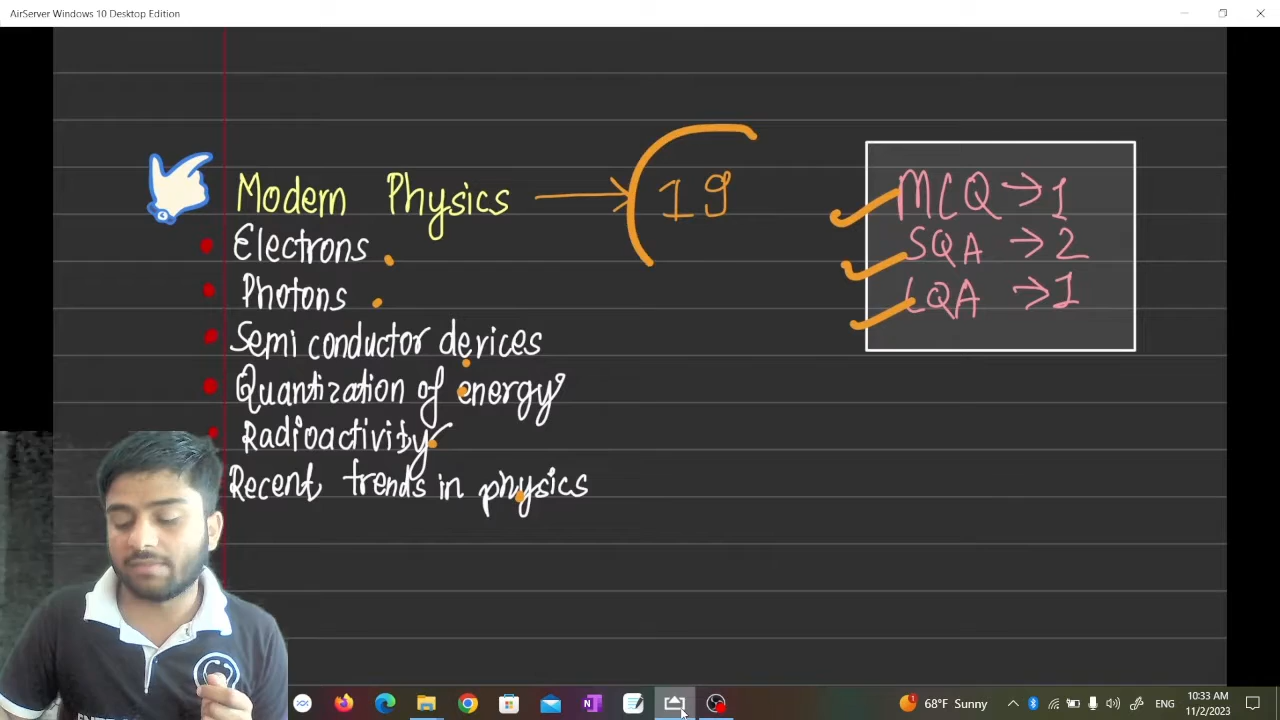 AirServer Windows 10 Desktop Edition
Modern Physics → 19
Electrons
Photons
Semi conductor devices
Quantization of energy
Radioactivity
Recent trends in physics
MCQ → 1
SQA → 2
LQA → 1
68°F Sunny
ENG
10:33 AM
11/2/2023